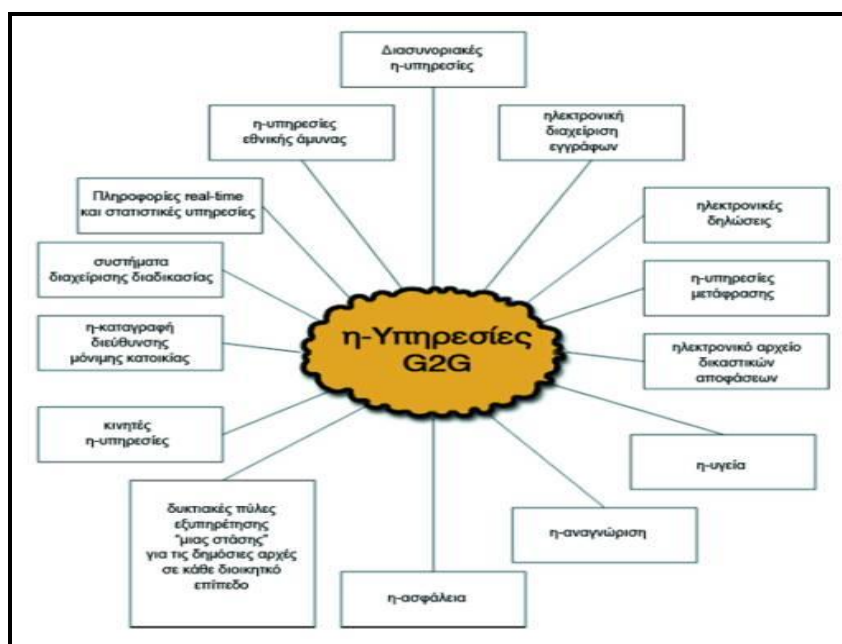 Διασυνοριακές
η-υπηρεσίες
η-υπηρεσίες
εθνικής άμυνας
ηλεκτρονική
διαχείριση
εγγράφων
Πληροφορίες real-time
και στατιστικές υπηρεσίες
ηλεκτρονικές
δηλώσεις
συστήματα
διαχείρισης διαδικασίας
η-υπηρεσίες
μετάφρασης
η-καταγραφή
διεύθυνσης
μόνιμης κατοικίας
η-Υπηρεσίες
G2G
ηλεκτρονικό αρχείο
δικαστικών
αποφάσεων
κινητές
η-υπηρεσίες
η-υγεία
δυκτιακές πύλες
εξυπηρέτησης
"μιας στάσης"
για τις δημόσιες αρχές
σε κάθε διοικητκό
επίπεδο
η-αναγνώριση
η-ασφάλεια